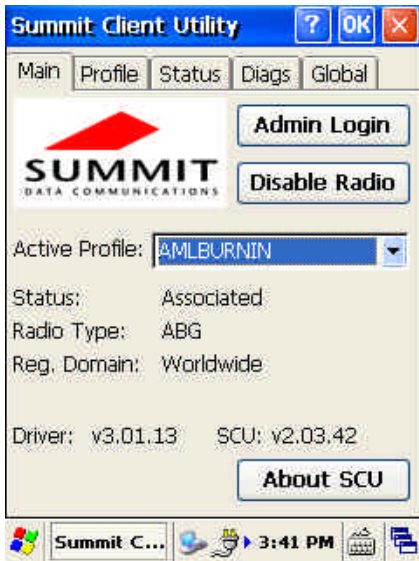 Summit Client Utility ? OK X
Main Profile Status Diags Global
Admin Login
SUMMIT
DATA COMMUNICATIONS
Disable Radio
Active Profile: AMLBURNIN
Status: Associated
Radio Type: ABG
Reg. Domain: Worldwide
Driver: v3.01.13 SCU: v2.03.42
About SCU
Summit C... 3:41 PM